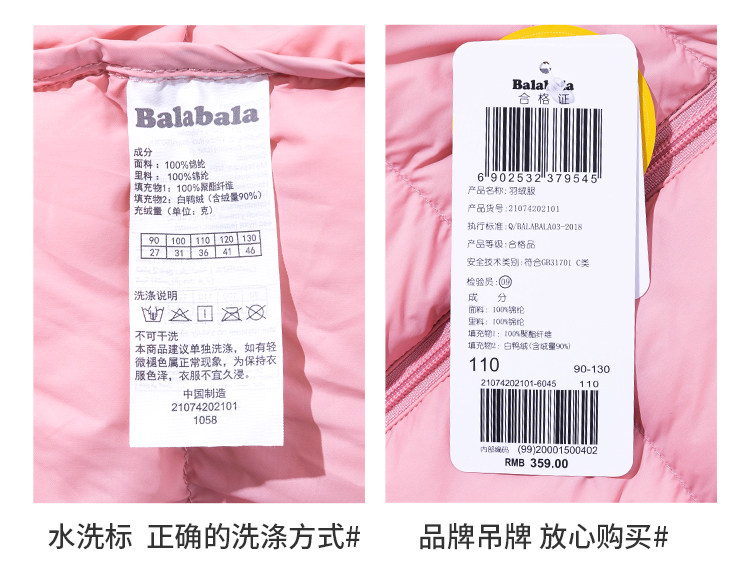 Balabala
成分
面料：100%锦纶
里料：100%锦纶
填充物1：100%聚酯纤维
填充物2：白鸭绒（含绒量90%）
充绒量（单位：克）
90 100 110 120 130
27 31 36 41 46
洗涤说明
不可干洗
本商品建议单独洗涤，如有轻
微褪色属正常现象，为保持衣
服色泽，衣服不宜久浸。
中国制造
21074202101
1058
水洗标 正确的洗涤方式#
Balabala
合格证
6 902532 379545
产品名称：羽绒服
产品货号：21074202101
执行标准：Q/BALABALA03-2018
产品等级：合格品
安全技术类别：符合GB31701 C类
检验员：09
成 分
面料：100%锦纶
里料：100%锦纶
填充物1：100%聚酯纤维
填充物2：白鸭绒(含绒量90%)
110 90-130
21074202101-6045 110
内部编码 (99)20001500402
RMB 359.00
品牌吊牌 放心购买#